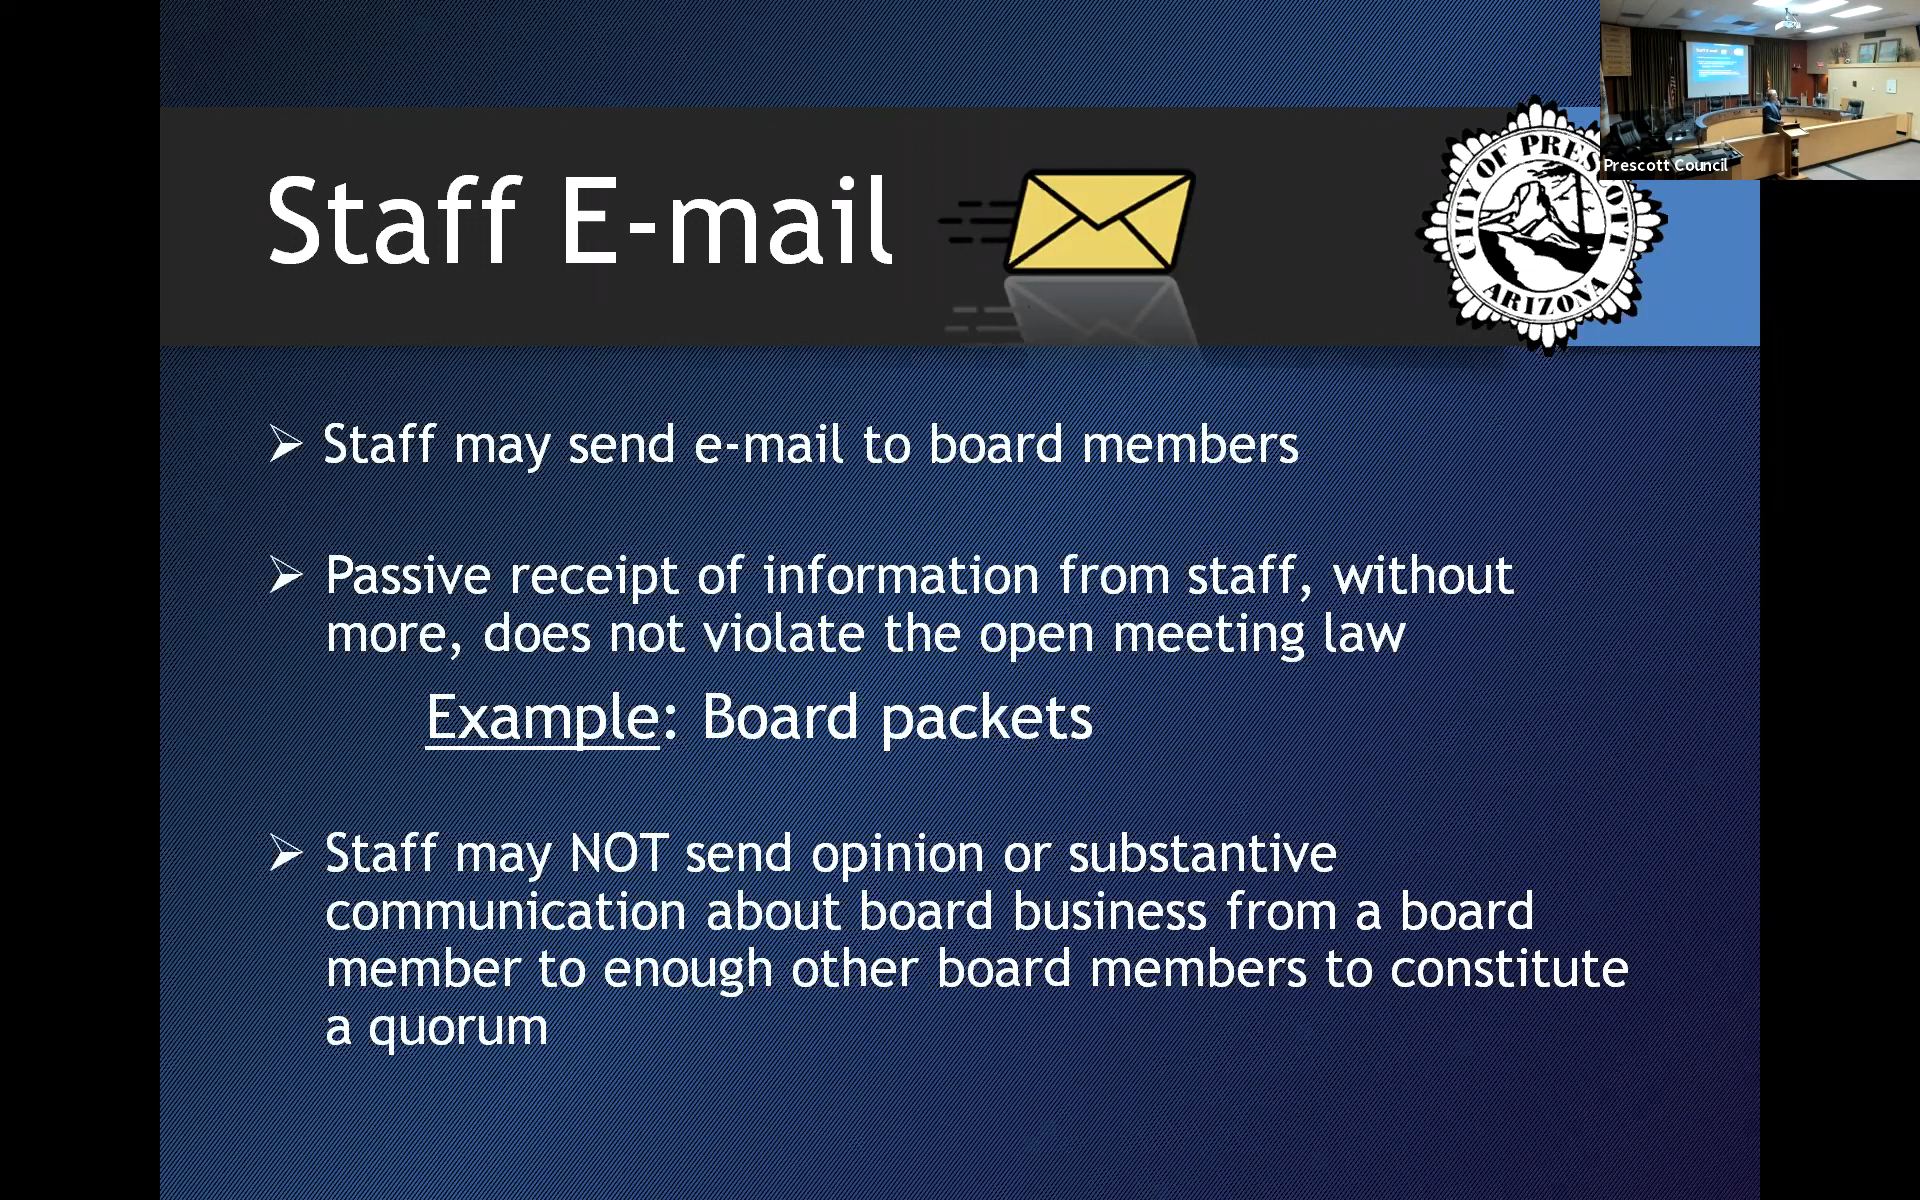 Staff E-mail
CITY OF PRES OTT
ARIZONA
Prescott Council
➢ Staff may send e-mail to board members
➢ Passive receipt of information from staff, without
more, does not violate the open meeting law
Example: Board packets
➢ Staff may NOT send opinion or substantive
communication about board business from a board
member to enough other board members to constitute
a quorum